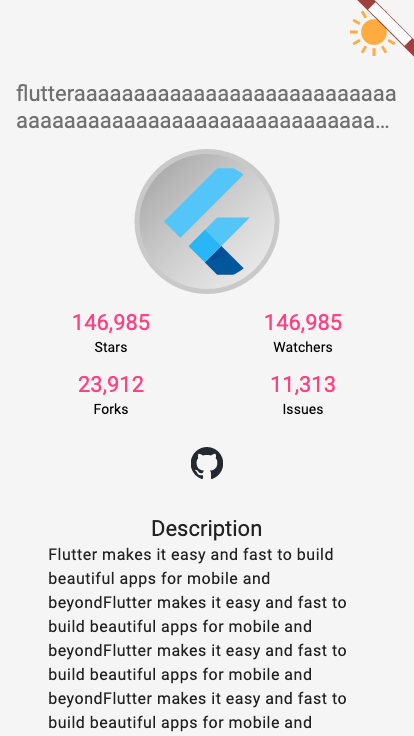 flutteraaaaaaaaaaaaaaaaaaaaaaaaaaa
aaaaaaaaaaaaaaaaaaaaaaaaaaaaaa...
146,985 146,985
Stars Watchers
23,912 11,313
Forks Issues
Description
Flutter makes it easy and fast to build
beautiful apps for mobile and
beyondFlutter makes it easy and fast to
build beautiful apps for mobile and
beyondFlutter makes it easy and fast to
build beautiful apps for mobile and
beyondFlutter makes it easy and fast to
build beautiful apps for mobile and